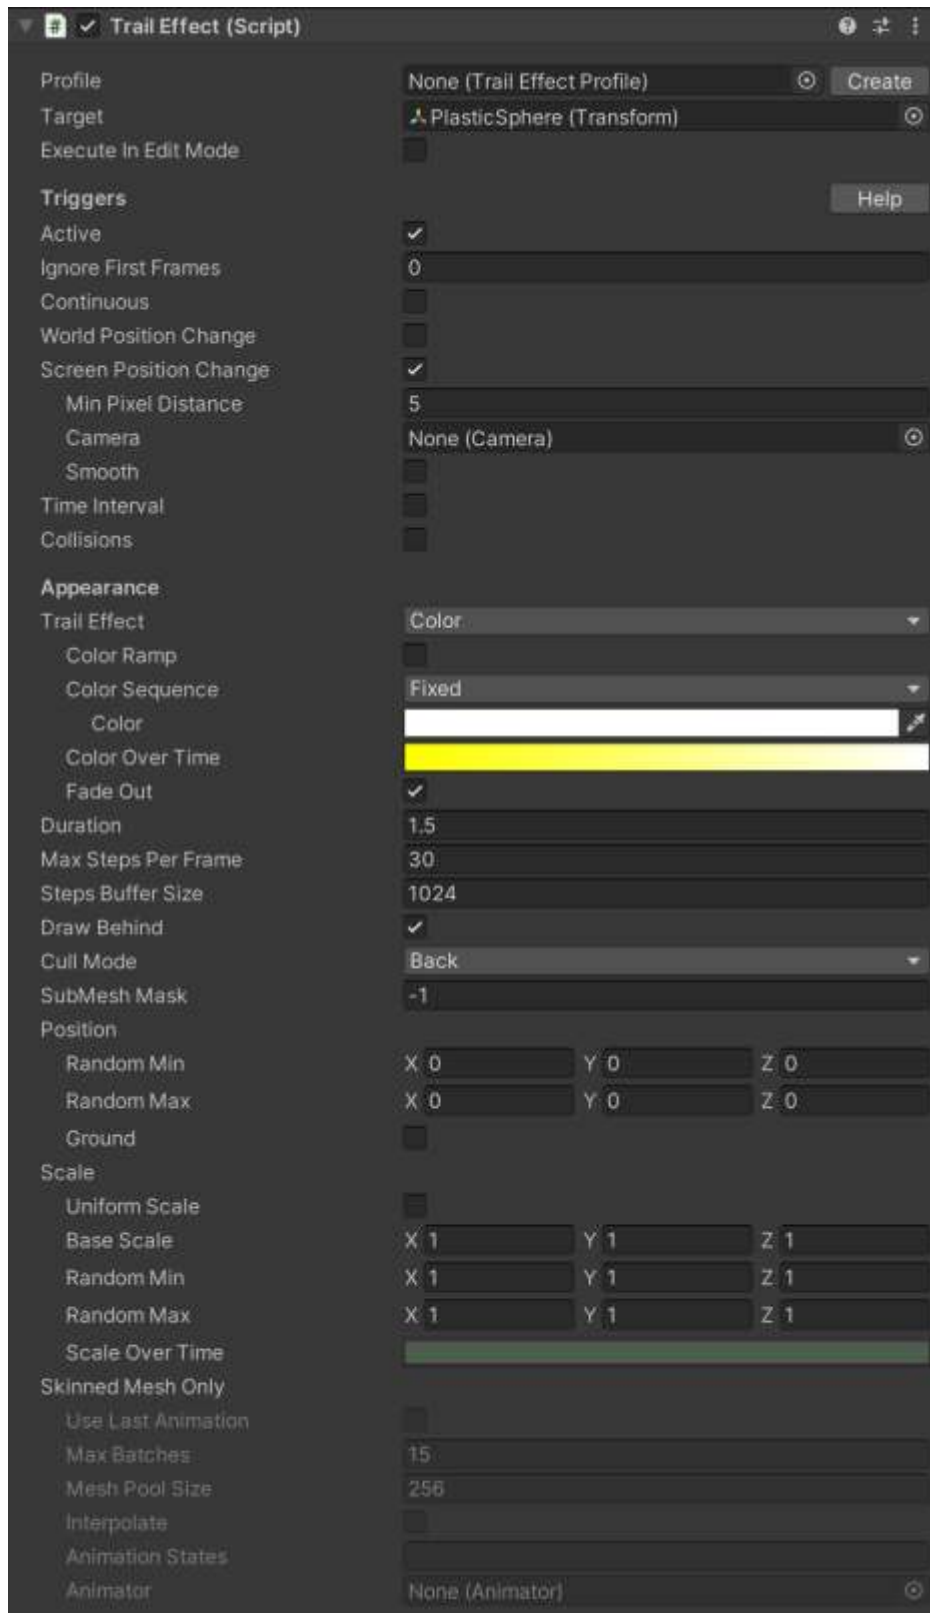 # Trail Effect (Script)
Profile None (Trail Effect Profile) Create
Target PlasticSphere (Transform)
Execute In Edit Mode
Triggers Help
Active
Ignore First Frames 0
Continuous
World Position Change
Screen Position Change
Min Pixel Distance 5
Camera None (Camera)
Smooth
Time Interval
Collisions
Appearance
Trail Effect Color
Color Ramp
Color Sequence Fixed
Color
Color Over Time
Fade Out
Duration 1.5
Max Steps Per Frame 30
Steps Buffer Size 1024
Draw Behind
Cull Mode Back
SubMesh Mask -1
Position
Random Min X 0 Y 0 Z 0
Random Max X 0 Y 0 Z 0
Ground
Scale
Uniform Scale
Base Scale X 1 Y 1 Z 1
Random Min X 1 Y 1 Z 1
Random Max X 1 Y 1 Z 1
Scale Over Time
Skinned Mesh Only
Use Last Animation
Max Batches 15
Mesh Pool Size 256
Interpolate
Animation States
Animator None (Animator)